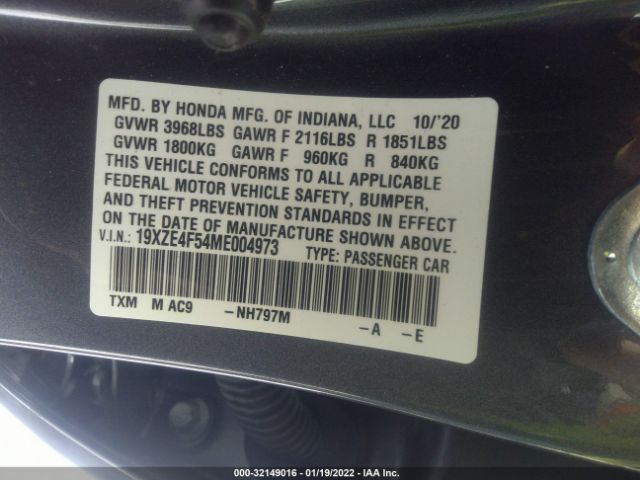 MFD. BY HONDA MFG. OF INDIANA, LLC 10/'20
GVWR 3968LBS GAWR F 2116LBS R 1851LBS
GVWR 1800KG GAWR F 960KG R 840KG
THIS VEHICLE CONFORMS TO ALL APPLICABLE
FEDERAL MOTOR VEHICLE SAFETY, BUMPER,
AND THEFT PREVENTION STANDARDS IN EFFECT
ON THE DATE OF MANUFACTURE SHOWN ABOVE.
V.I.N.: 19XZE4F54ME004973 TYPE: PASSENGER CAR
TXM M AC9 -NH797M -A -E
000-32149016 - 01/19/2022 - IAA Inc.